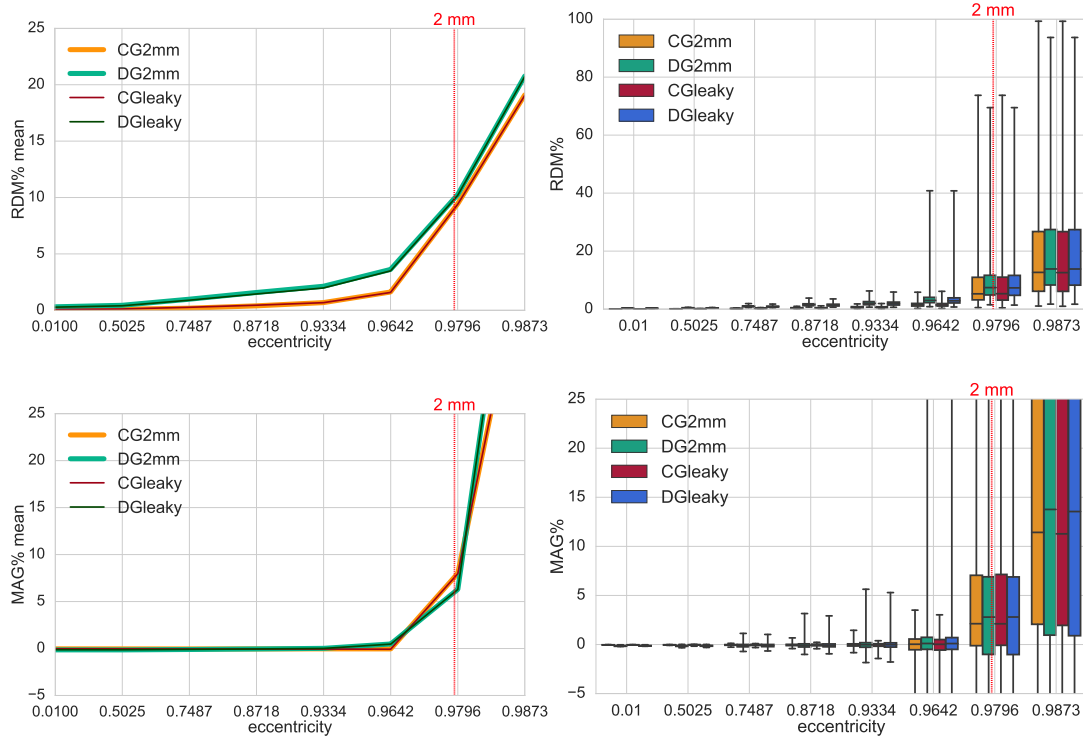 2 mm
25
20
15
10
5
0
RDM% mean
CG2mm
DG2mm
CGleaky
DGleaky
0.0100 0.5025 0.7487 0.8718 0.9334 0.9642 0.9796 0.9873
eccentricity
2 mm
100
80
60
40
20
0
RDM%
CG2mm
DG2mm
CGleaky
DGleaky
0.01 0.5025 0.7487 0.8718 0.9334 0.9642 0.9796 0.9873
eccentricity
2 mm
25
20
15
10
5
0
−5
MAG% mean
CG2mm
DG2mm
CGleaky
DGleaky
0.0100 0.5025 0.7487 0.8718 0.9334 0.9642 0.9796 0.9873
eccentricity
2 mm
25
20
15
10
5
0
−5
MAG%
CG2mm
DG2mm
CGleaky
DGleaky
0.01 0.5025 0.7487 0.8718 0.9334 0.9642 0.9796 0.9873
eccentricity